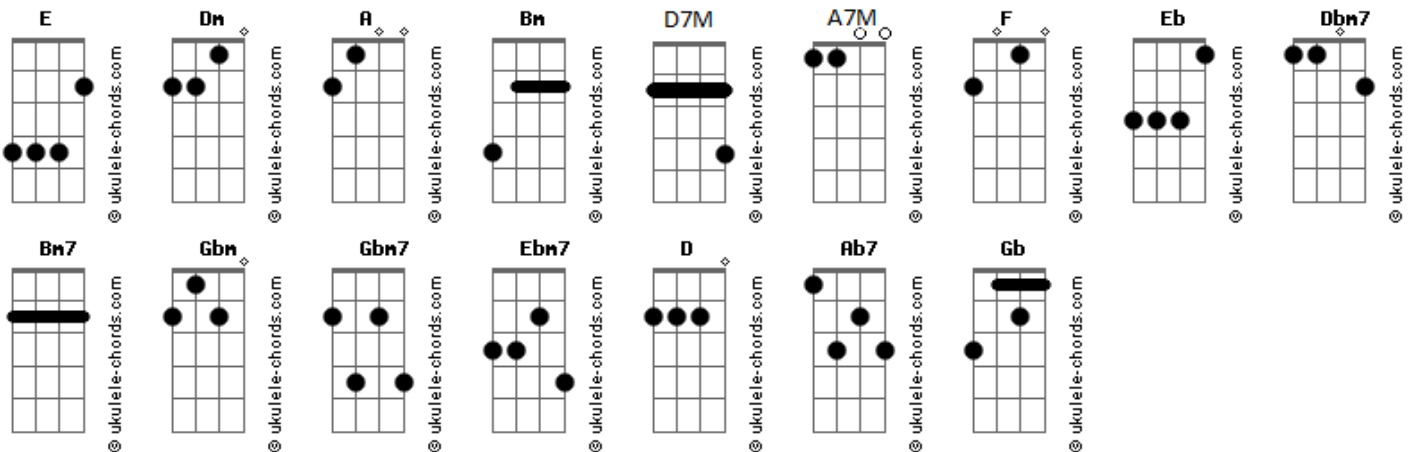 E Dm A Bm D7M A7M F Eb Dbm7
© ukulele-chords.com © ukulele-chords.com © ukulele-chords.com © ukulele-chords.com © ukulele-chords.com © ukulele-chords.com © ukulele-chords.com © ukulele-chords.com © ukulele-chords.com
Bm7 Gbm Gbm7 Ebm7 D Ab7 Gb
© ukulele-chords.com © ukulele-chords.com © ukulele-chords.com © ukulele-chords.com © ukulele-chords.com © ukulele-chords.com © ukulele-chords.com